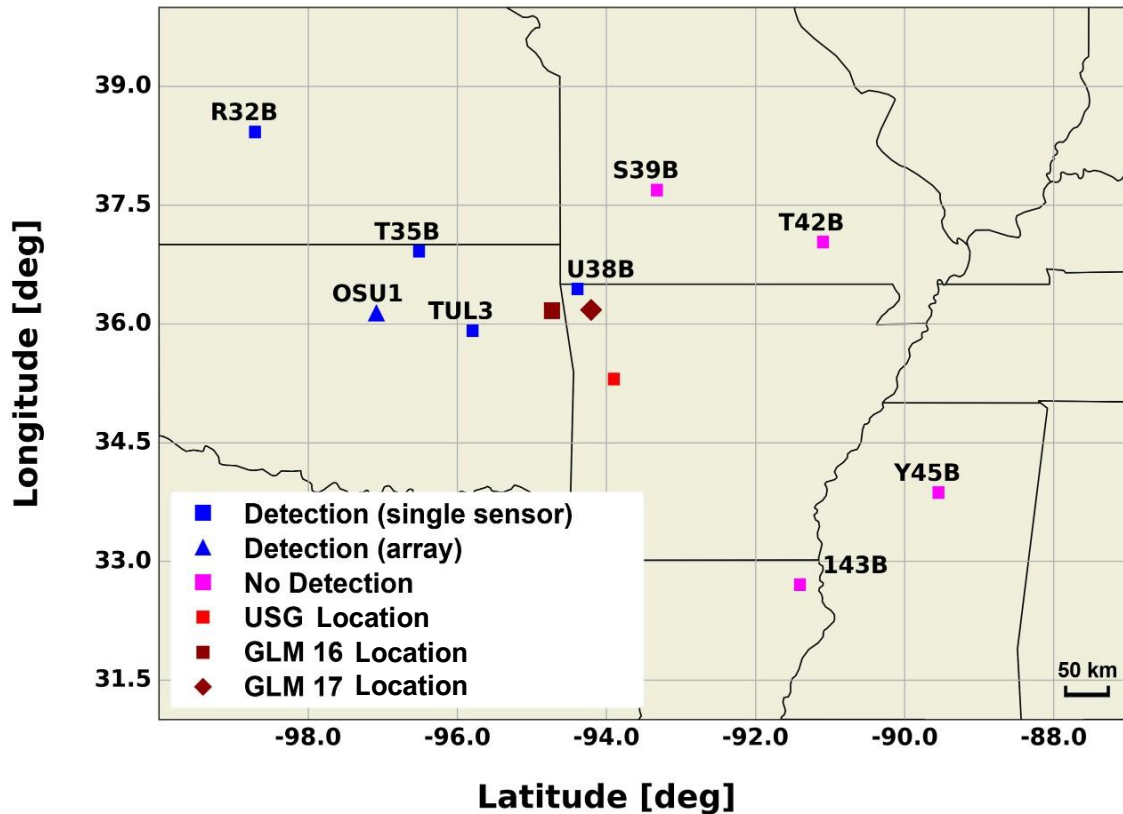 39.0
R32B
S39B
37.5
T35B
T42B
U38B
OSU1
TUL3
36.0
Longitude [deg]
34.5
Y45B
Detection (single sensor)
Detection (array)
33.0
143B
No Detection
USG Location
GLM 16 Location
GLM 17 Location
31.5
50 km
-98.0 -96.0 -94.0 -92.0 -90.0 -88.0
Latitude [deg]